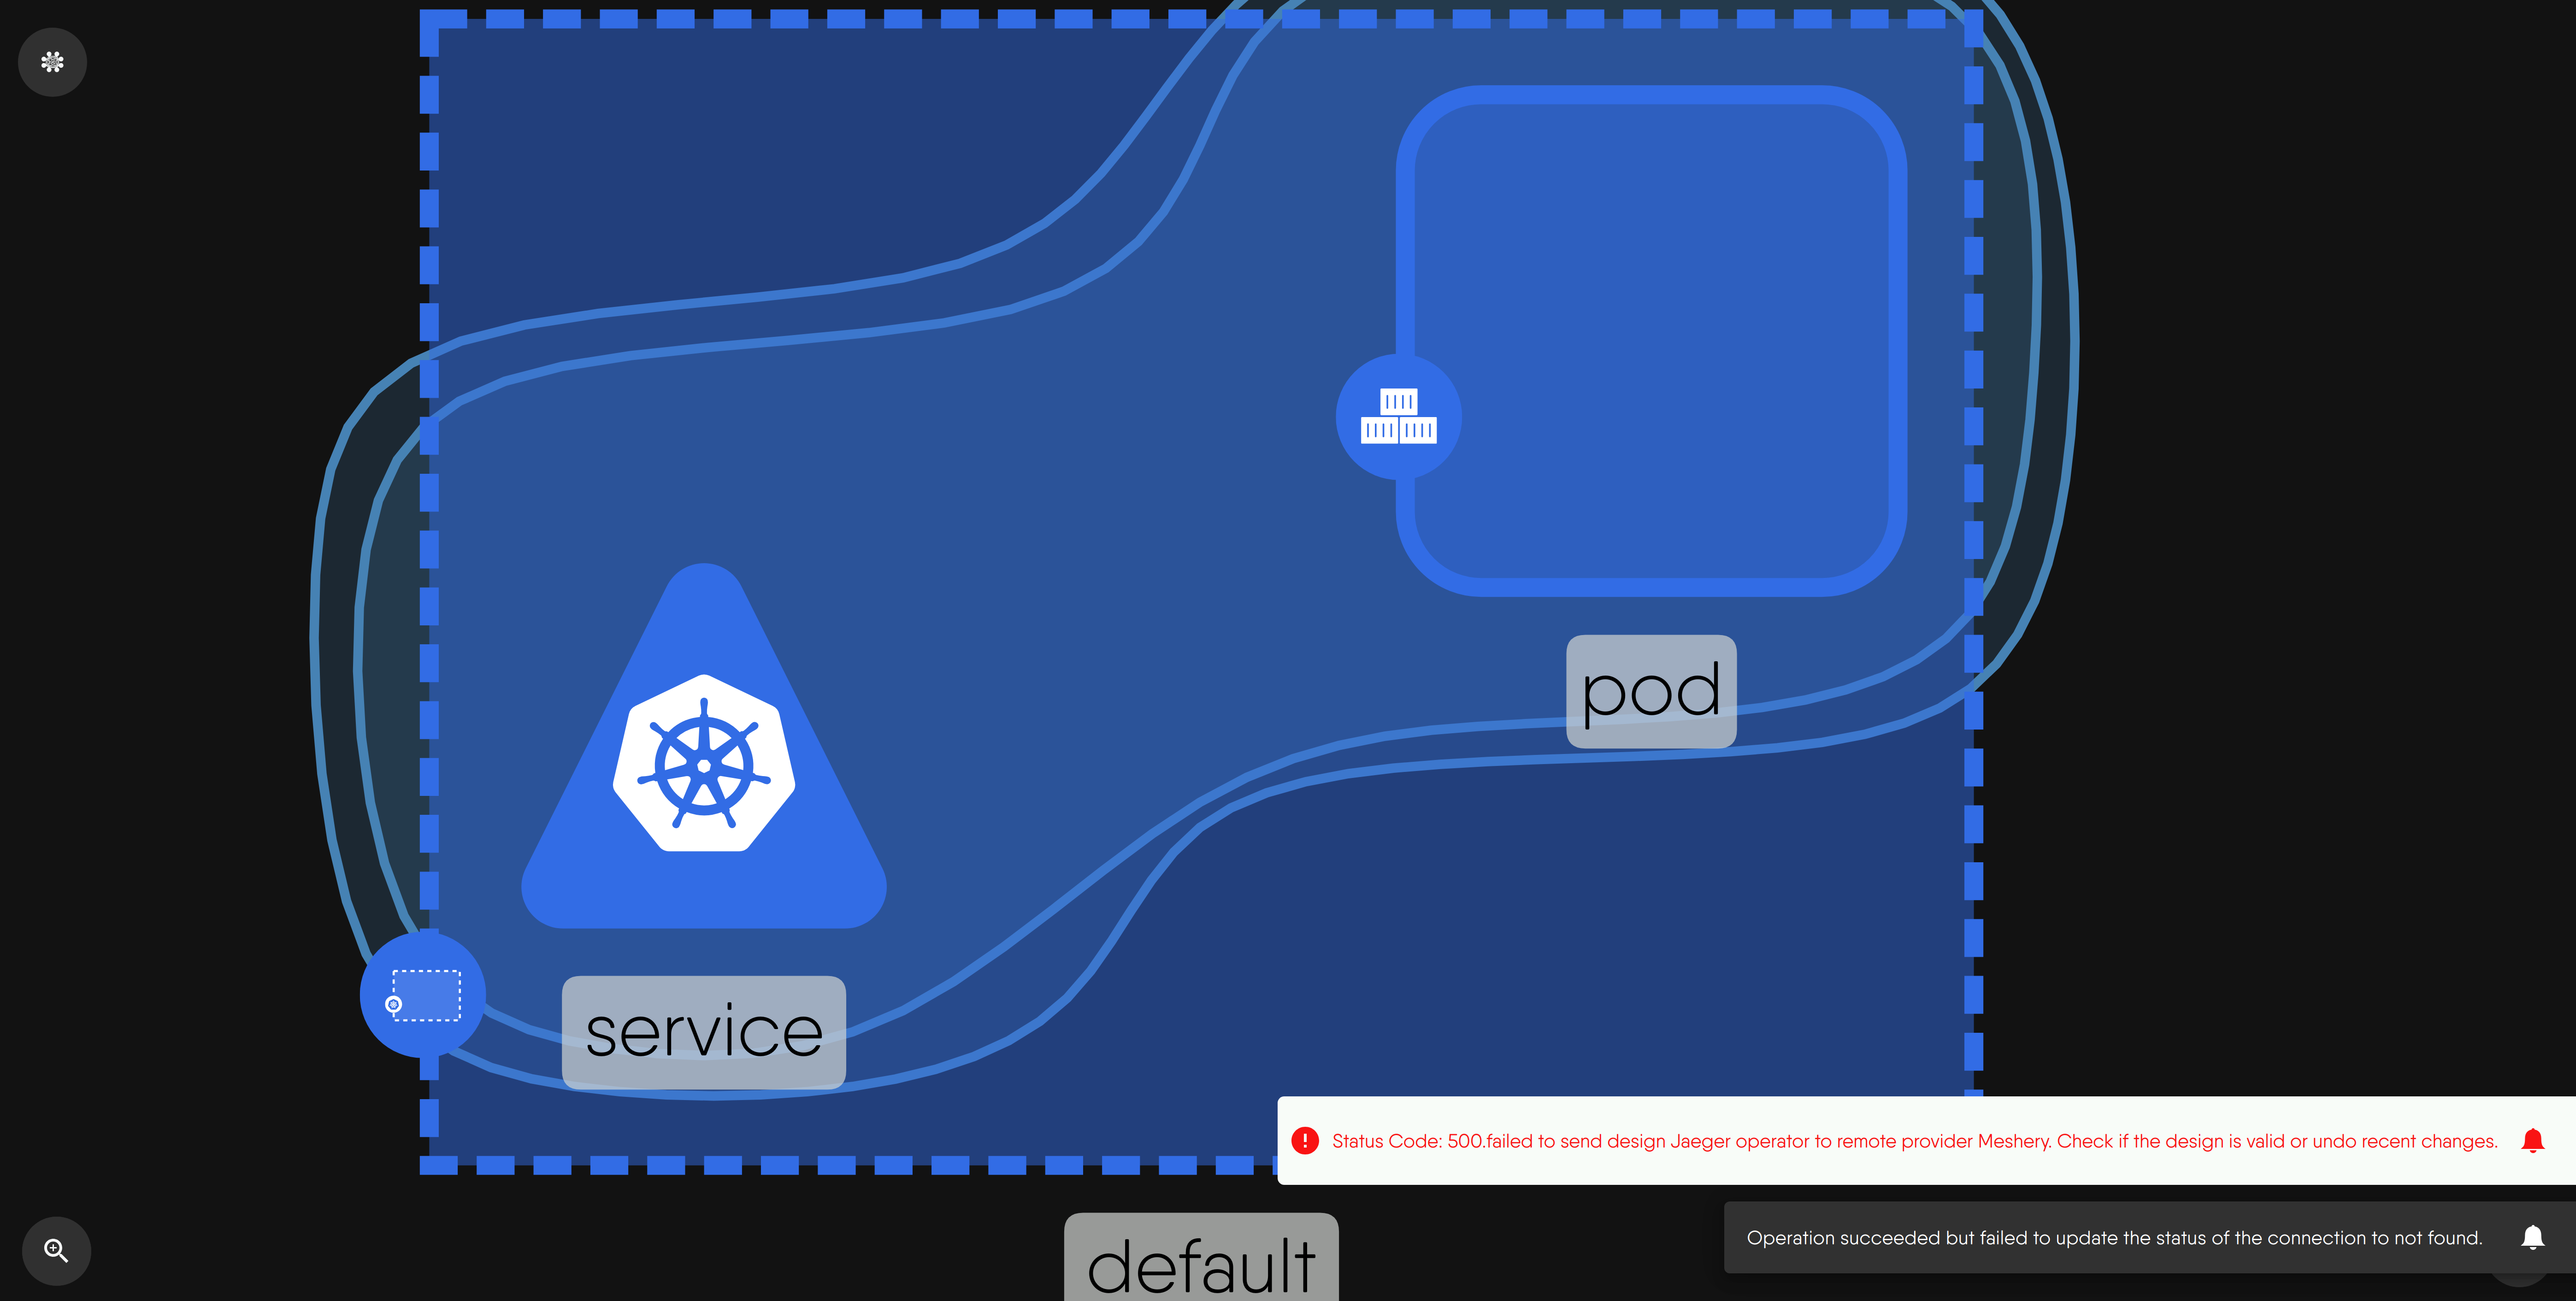 pod
service
Status Code: 500.failed to send design Jaeger operator to remote provider Meshery. Check if the design is valid or undo recent changes.
Operation succeeded but failed to update the status of the connection to not found.
default